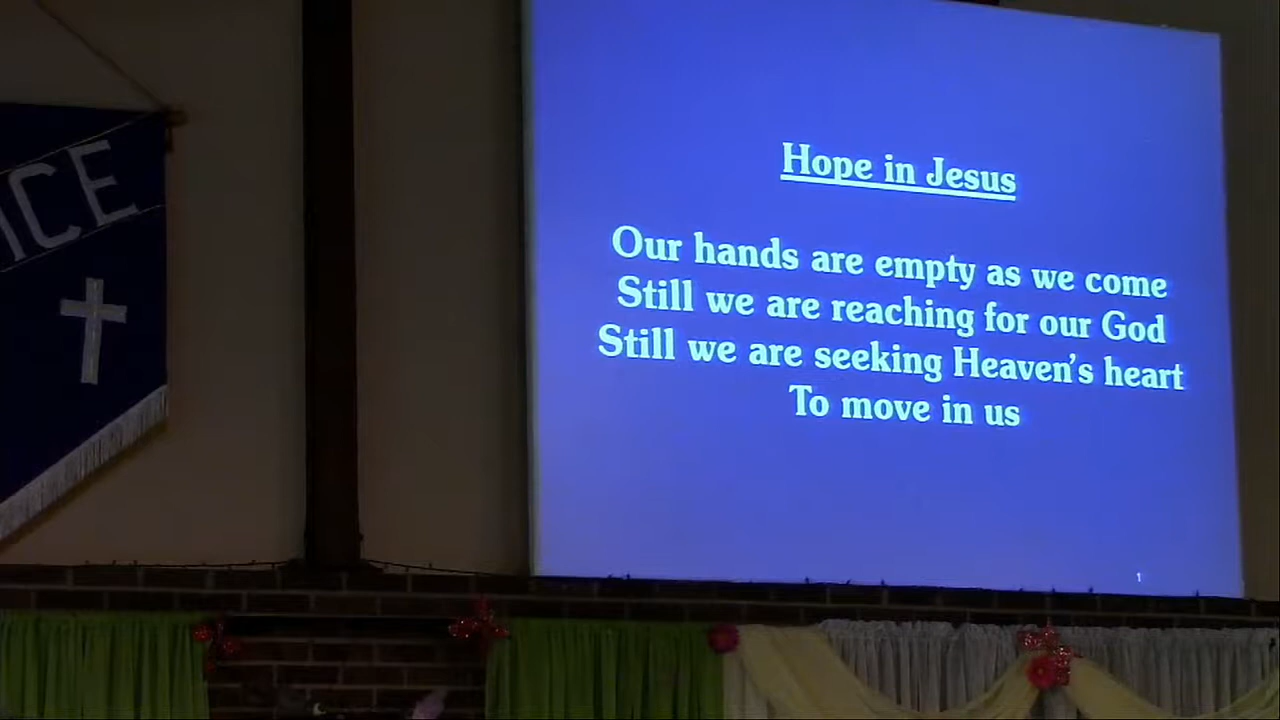 ICE
Hope in Jesus
Our hands are empty as we come
Still we are reaching for our God
Still we are seeking Heaven's heart
To move in us
1